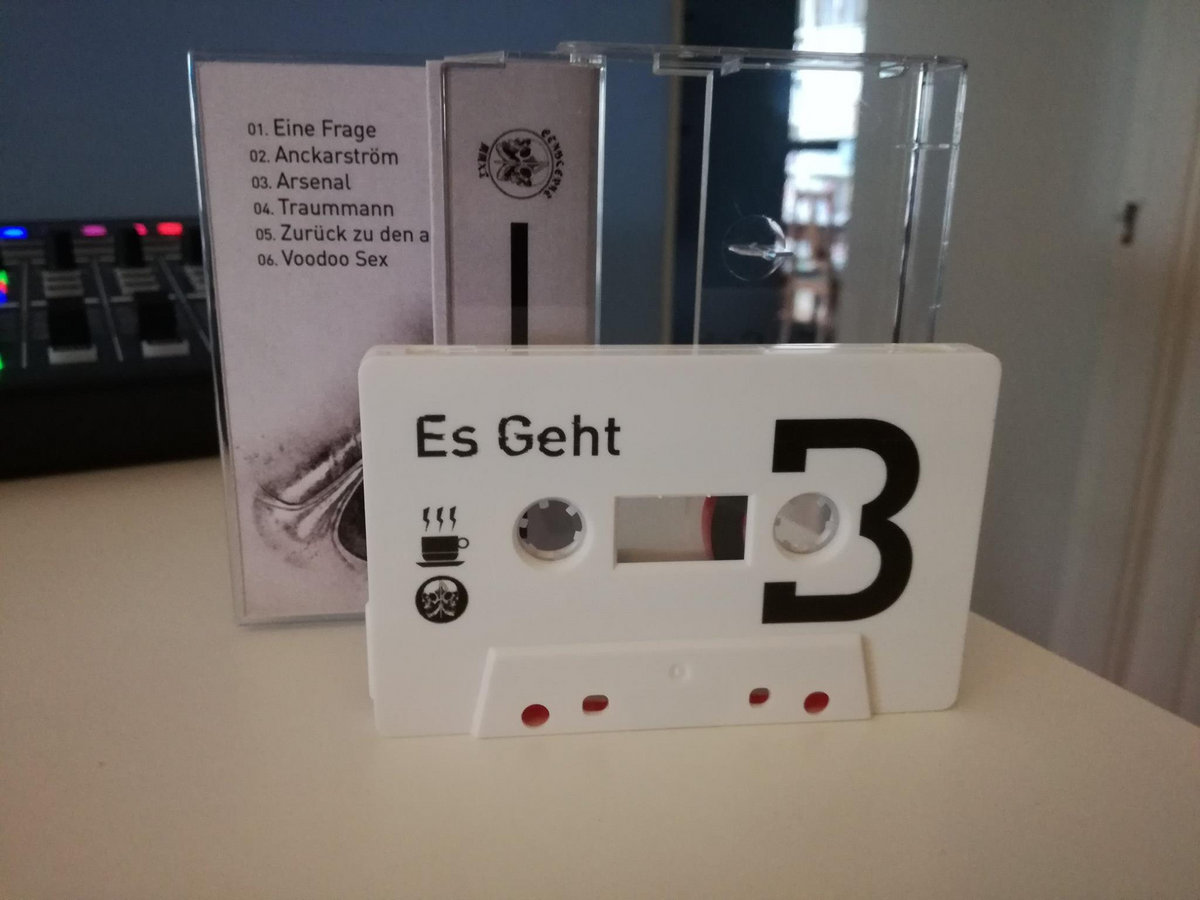 01. Eine Frage
02. Anckarström
03. Arsenal
04. Traummann
05. Zurück zu den a
06. Voodoo Sex
Es Geht
B